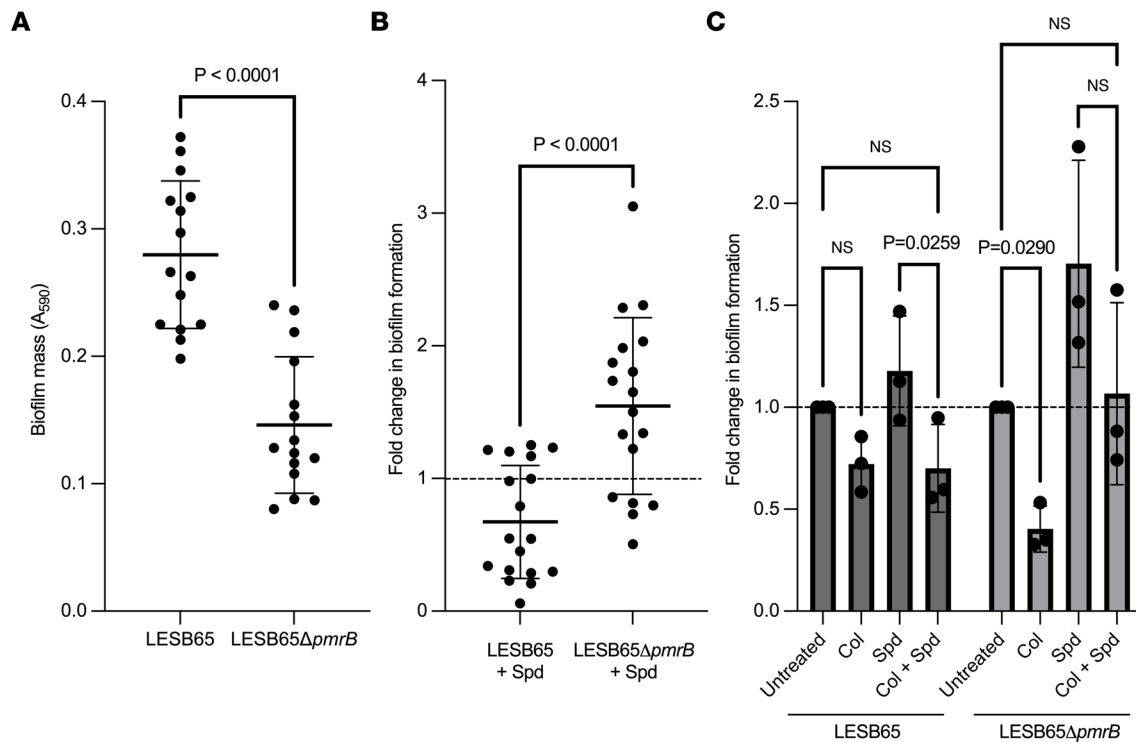 A
B
C
P < 0.0001
Biofilm mass (A590)
0.4
0.3
0.2
0.1
0.0
LESB65
LESB65ΔpmrB
P < 0.0001
Fold change in biofilm formation
4
3
2
1
0
LESB65
+ Spd
LESB65ΔpmrB
+ Spd
NS
NS
NS
NS
P=0.0259
P=0.0290
Fold change in biofilm formation
2.5
2.0
1.5
1.0
0.5
0.0
Untreated
Col
Spd
Col + Spd
Untreated
Col
Spd
Col + Spd
LESB65
LESB65ΔpmrB